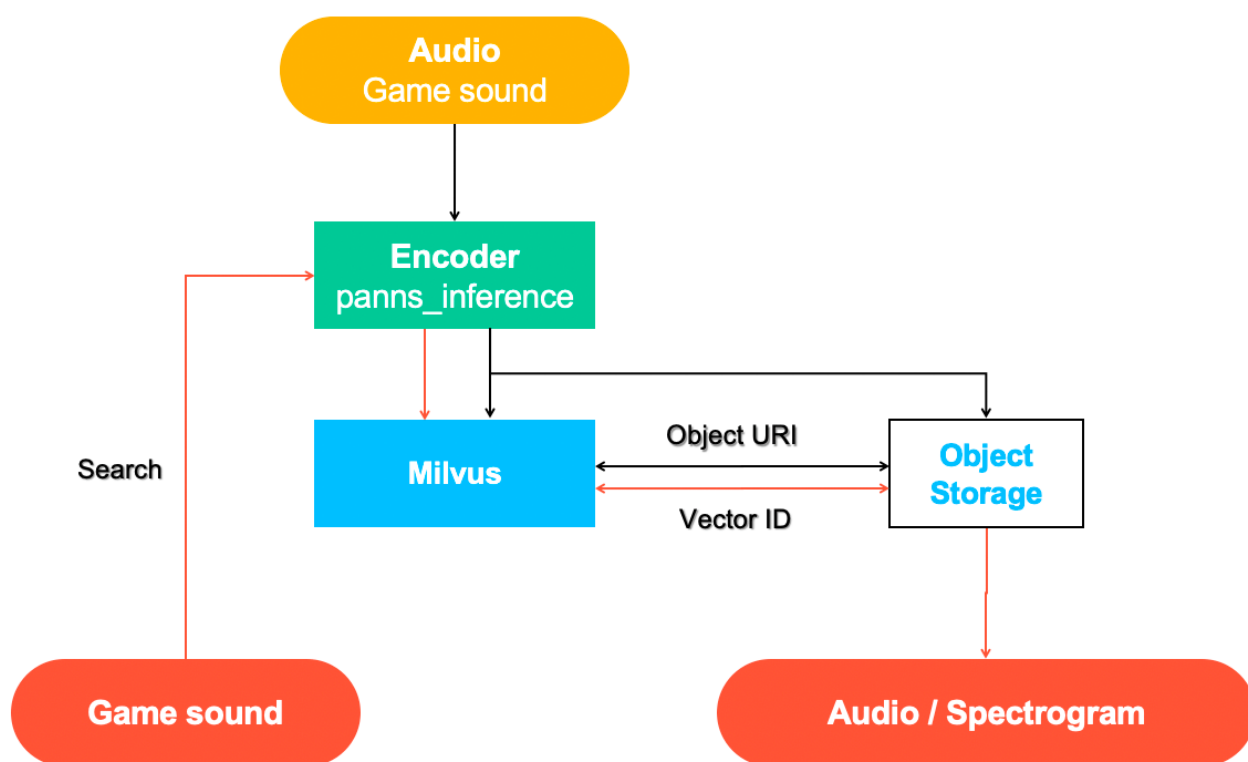 Audio
Game sound
Encoder
panns_inference
Search
Milvus
Object URI
Vector ID
Object
Storage
Game sound
Audio / Spectrogram